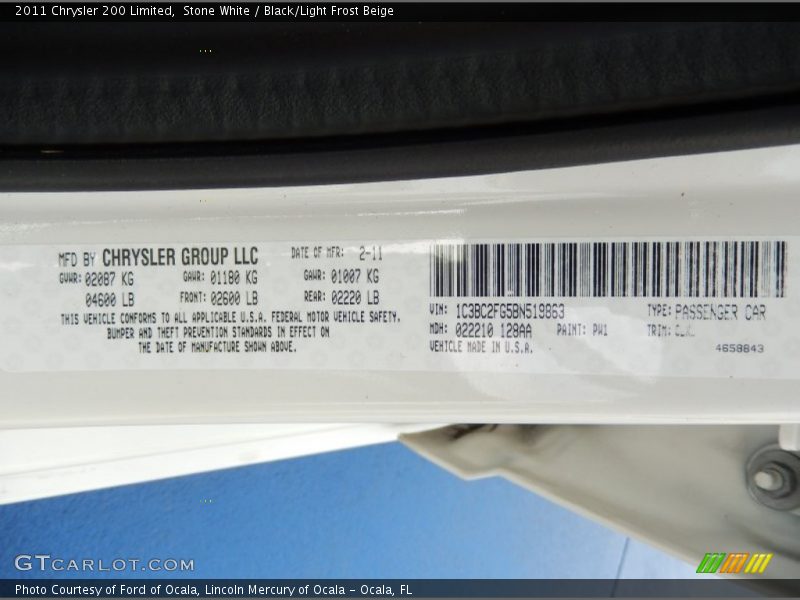 2011 Chrysler 200 Limited,  Stone White / Black/Light Frost Beige
MFD BY CHRYSLER GROUP LLC DATE OF MFR: 2-11
GVWR: 02087 KG GAWR: 01180 KG GAWR: 01007 KG
04600 LB FRONT: 02600 LB REAR: 02220 LB
THIS VEHICLE CONFORMS TO ALL APPLICABLE U.S.A. FEDERAL MOTOR VEHICLE SAFETY,
BUMPER AND THEFT PREVENTION STANDARDS IN EFFECT ON
THE DATE OF MANUFACTURE SHOWN ABOVE.
VIN: 1C3BC2FG5BN519863 TYPE: PASSENGER CAR
MDH: 022210 128AA PAINT: PW1 TRIM:
VEHICLE MADE IN U.S.A. 4658843
GTCARLOT.COM
Photo Courtesy of Ford of Ocala, Lincoln Mercury of Ocala – Ocala, FL